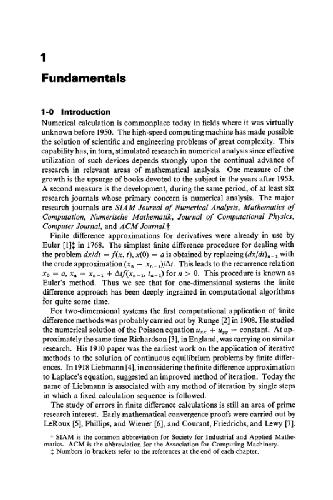 1
Fundamentals
1-0 Introduction
Numerical calculation is commonplace today in fields where it was virtually
unknown before 1950. The high-speed computing machine has made possible
the solution of scientific and engineering problems of great complexity. This
capability has, in turn, stimulated research in numerical analysis since effective
utilization of such devices depends strongly upon the continual advance of
research in relevant areas of mathematical analysis. One measure of the
growth is the upsurge of books devoted to the subject in the years after 1953.
A second measure is the development, during the same period, of at least six
research journals whose primary concern is numerical analysis. The major
research journals are SIAM Journal of Numerical Analysis, Mathematics of
Computation, Numerische Mathematik, Journal of Computational Physics,
Computer Journal, and ACM Journal.†
Finite difference approximations for derivatives were already in use by
Euler [1]‡ in 1768. The simplest finite difference procedure for dealing with
the problem dx/dt = f(x, t), x(0) = a is obtained by replacing (dx/dt)ₙ₋₁ with
the crude approximation (xₙ − xₙ₋₁)/Δt. This leads to the recurrence relation
x₀ = a, xₙ = xₙ₋₁ + Δtf(xₙ₋₁, tₙ₋₁) for n > 0. This procedure is known as
Euler's method. Thus we see that for one-dimensional systems the finite
difference approach has been deeply ingrained in computational algorithms
for quite some time.
For two-dimensional systems the first computational application of finite
difference methods was probably carried out by Runge [2] in 1908. He studied
the numerical solution of the Poisson equation uₓₓ + uyy = constant. At ap-
proximately the same time Richardson [3], in England, was carrying on similar
research. His 1910 paper was the earliest work on the application of iterative
methods to the solution of continuous equilibrium problems by finite differ-
ences. In 1918 Liebmann [4], in considering the finite difference approximation
to Laplace's equation, suggested an improved method of iteration. Today the
name of Liebmann is associated with any method of iteration by single steps
in which a fixed calculation sequence is followed.
The study of errors in finite difference calculations is still an area of prime
research interest. Early mathematical convergence proofs were carried out by
LeRoux [5], Phillips, and Wiener [6], and Courant, Friedrichs, and Lewy [7].
† SIAM is the common abbreviation for Society for Industrial and Applied Mathe-
matics. ACM is the abbreviation for the Association for Computing Machinery.
‡ Numbers in brackets refer to the references at the end of each chapter.